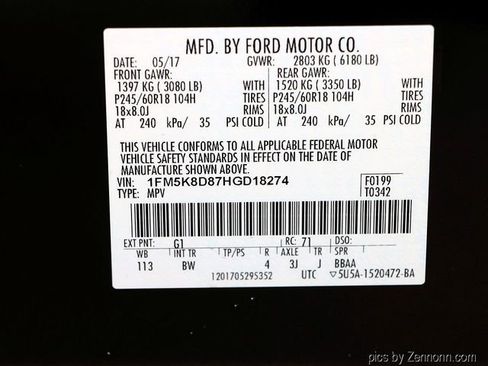 MFD. BY FORD MOTOR CO.
DATE: 05/17 GVWR: 2803 KG ( 6180 LB)
FRONT GAWR: REAR GAWR:
1397 KG ( 3080 LB) WITH 1520 KG ( 3350 LB) WITH
P245/60R18 104H TIRES P245/60R18 104H TIRES
18x8.0J RIMS 18x8.0J RIMS
AT 240 kPa/ 35 PSI COLD AT 240 kPa/ 35 PSI COLD
THIS VEHICLE CONFORMS TO ALL APPLICABLE FEDERAL MOTOR
VEHICLE SAFETY STANDARDS IN EFFECT ON THE DATE OF
MANUFACTURE SHOWN ABOVE.
VIN: 1FM5K8D87HGD18274 F0199
TYPE: MPV T0342
EXT PNT: G1 RC: 71 DSO:
WB INT TR TP/PS R AXLE TR SPR
113 BW 4 3J J BBAA
1201705295352 UTC ▽5U5A-1520472-BA
pics by Zennonn.com